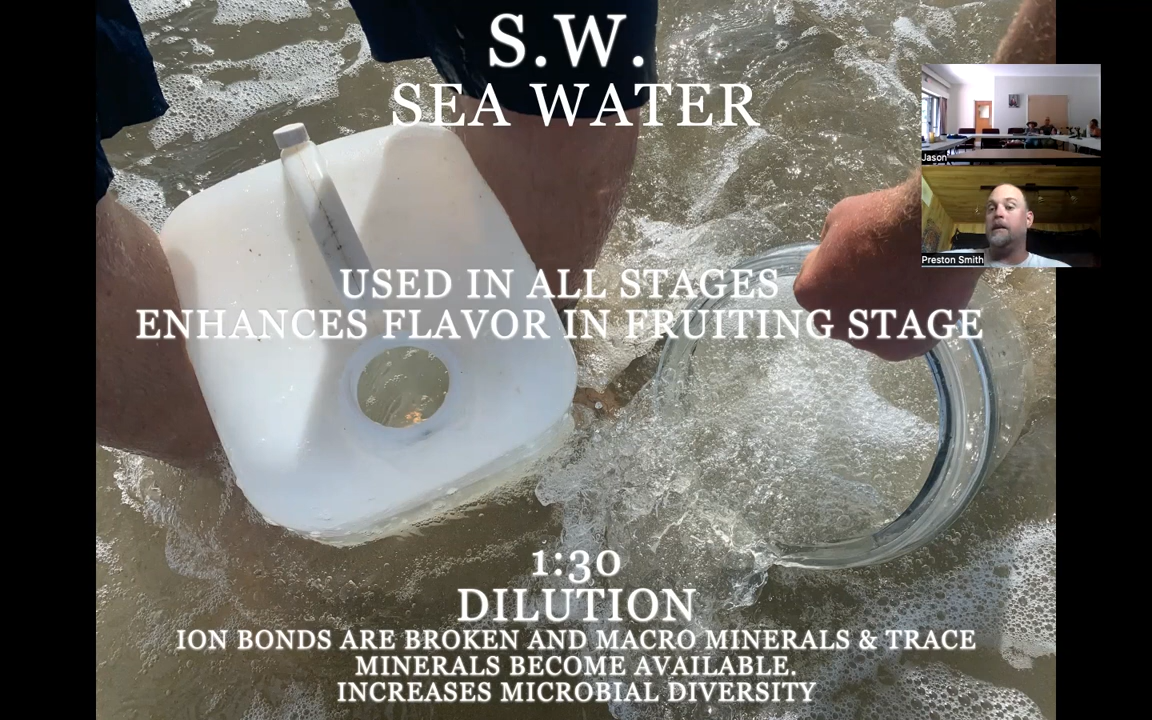 S.W.
SEA WATER
Jason
Preston Smith
USED IN ALL STAGES
ENHANCES FLAVOR IN FRUITING STAGE
1:30
DILUTION
ION BONDS ARE BROKEN AND MACRO MINERALS & TRACE
MINERALS BECOME AVAILABLE.
INCREASES MICROBIAL DIVERSITY